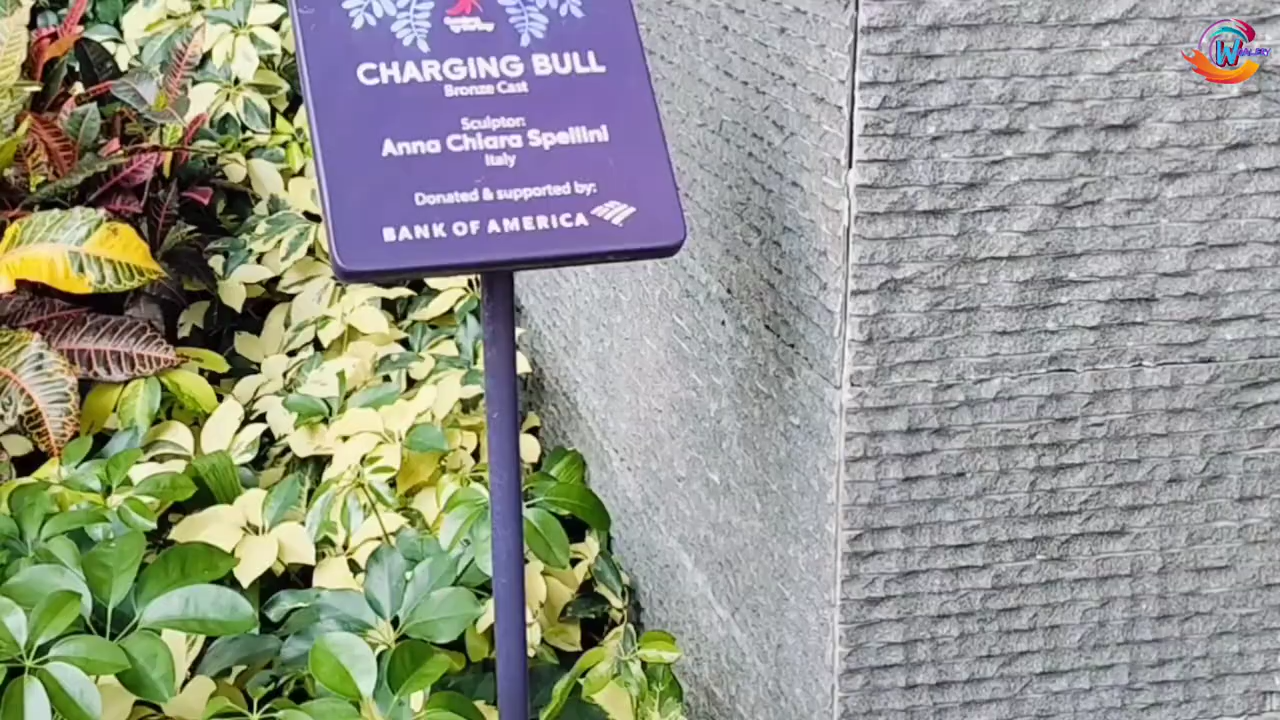 CHARGING BULL
Bronze Cast
Sculptor:
Anna Chiara Spellini
Italy
Donated & supported by:
BANK OF AMERICA